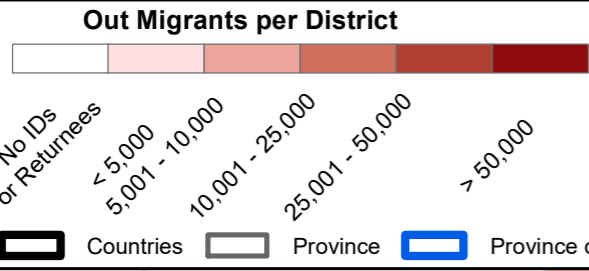 Out Migrants per District
No IDs
or Returnees
< 5,000
5,001 - 10,000
10,001 - 25,000
25,001 - 50,000
> 50,000
Countries Province Province